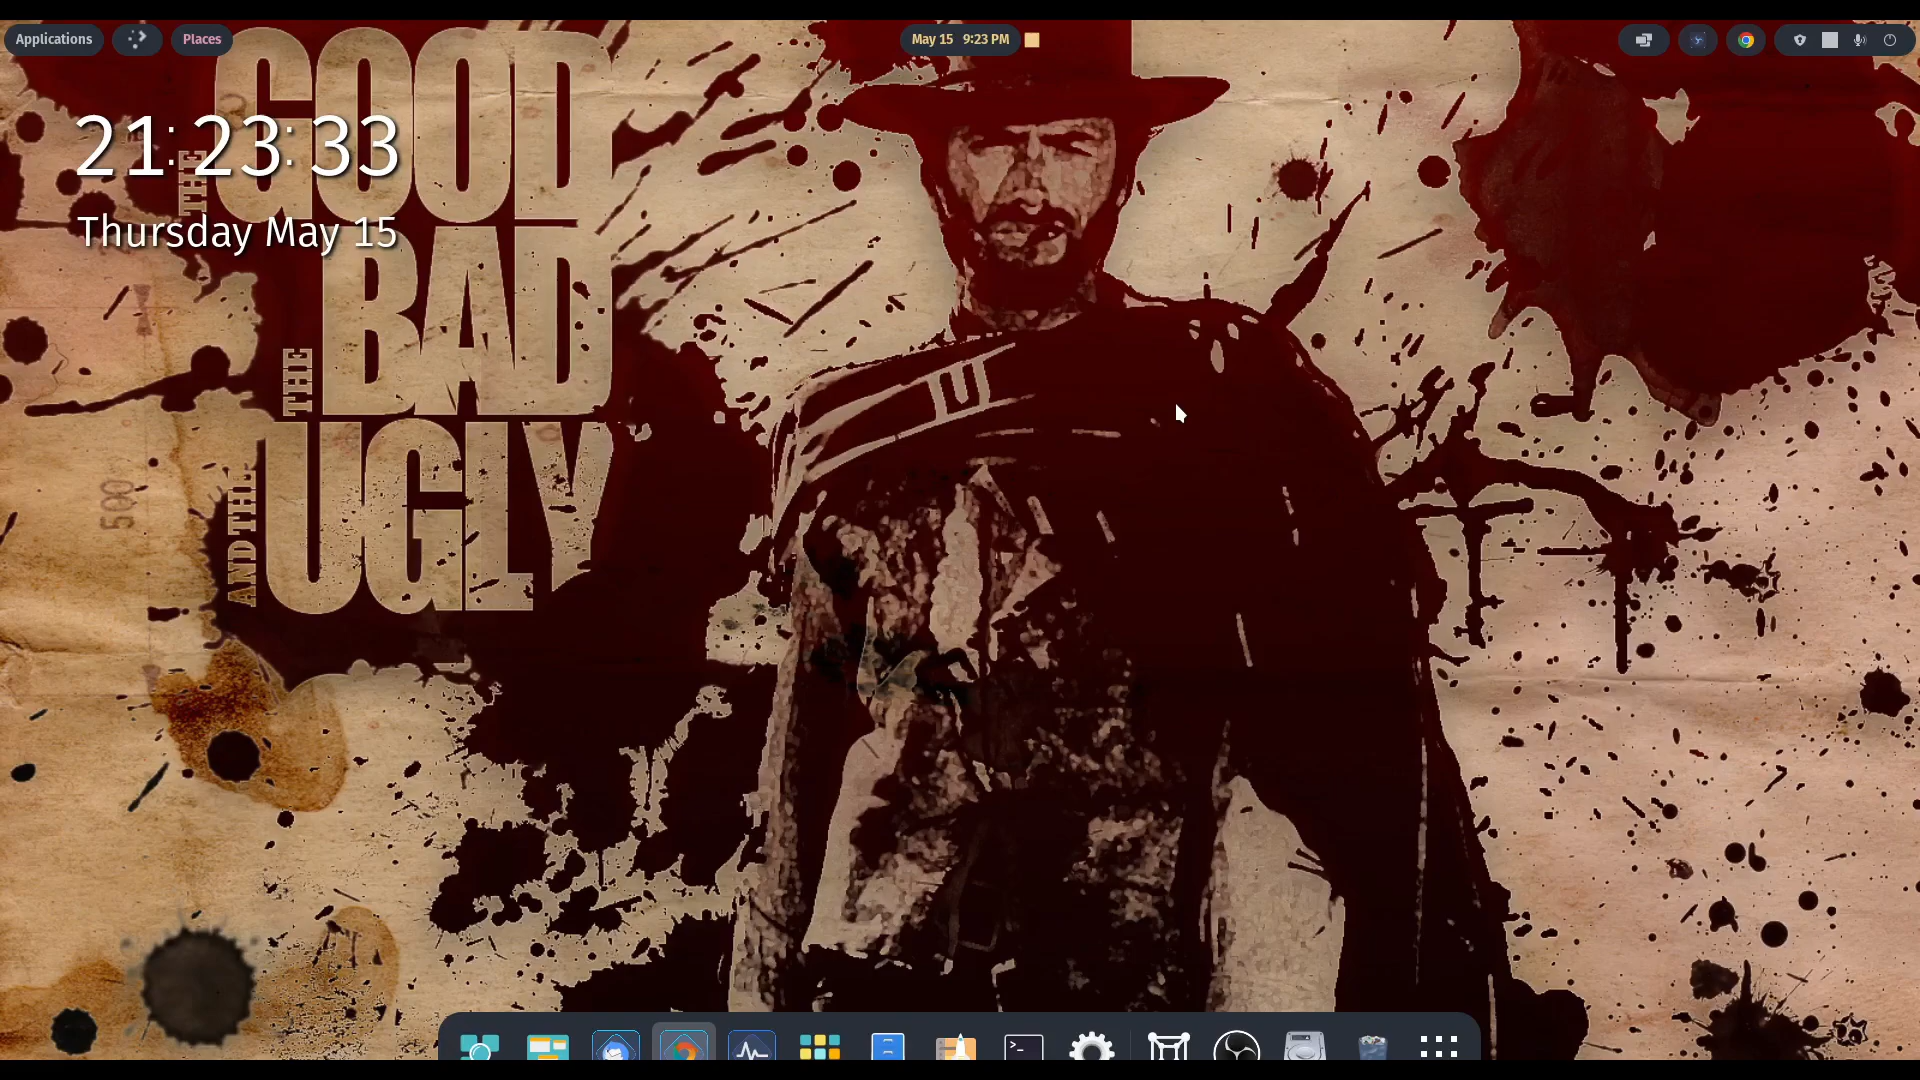 Applications
Places
May 15 9:23 PM
21:23:33
Thursday May 15
THE GOOD
THE BAD
AND THE UGLY
500
>_